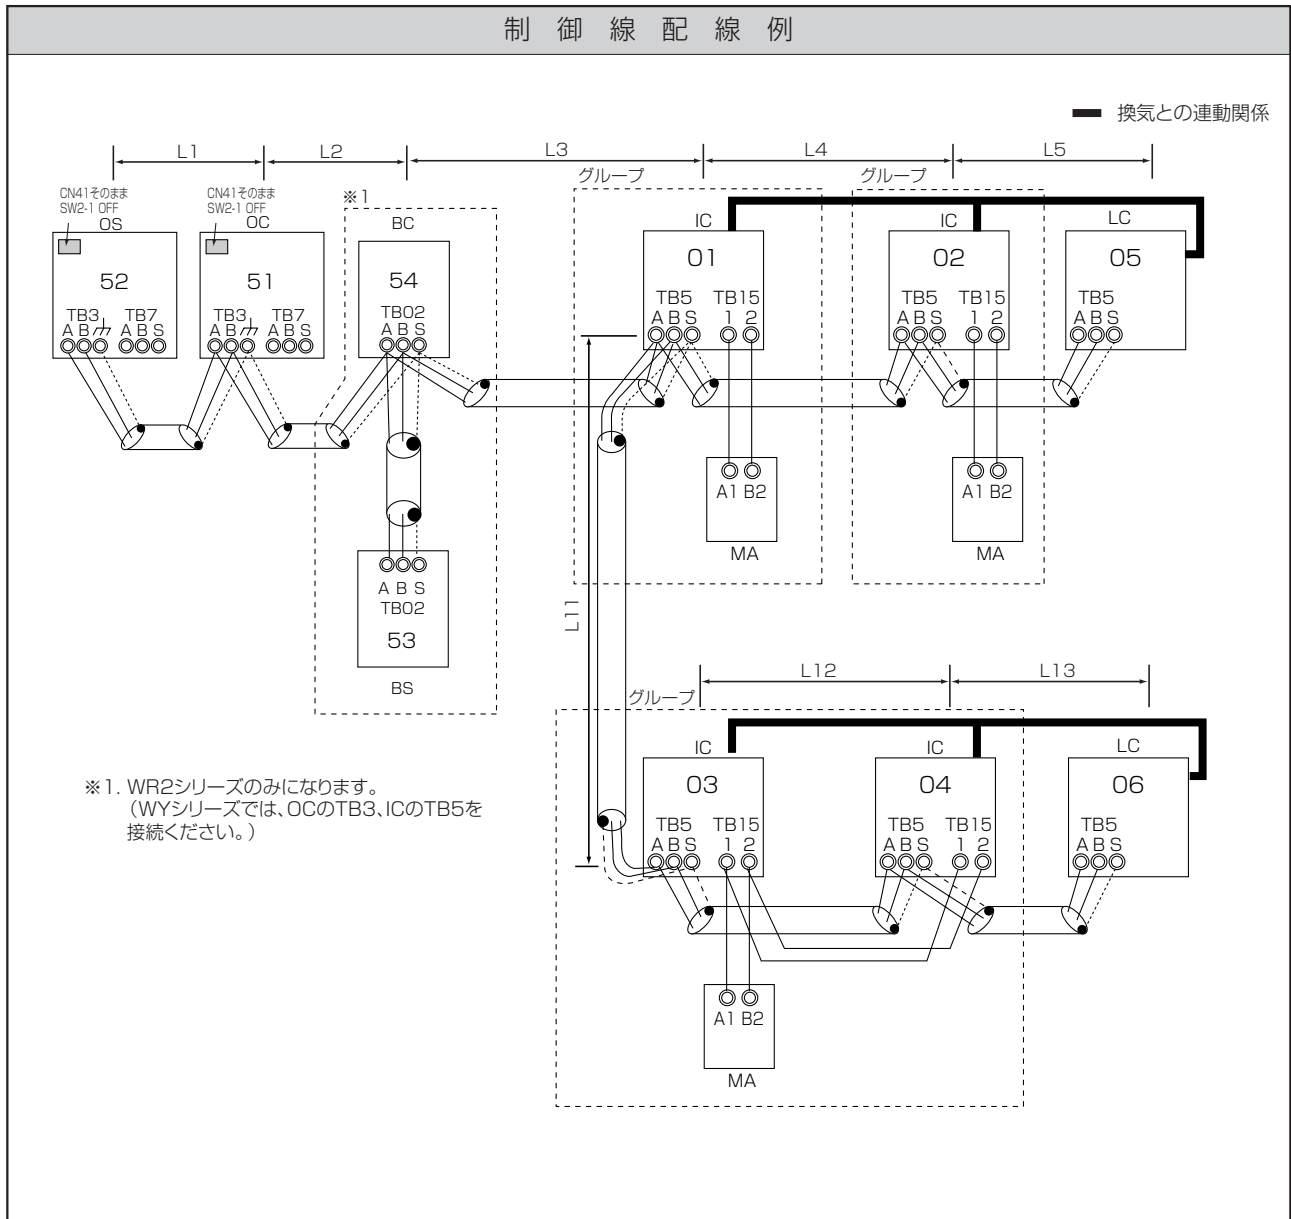 制御線配線例
換気との連動関係
L1 L2 L3 L4 L5
グループ グループ
CN41そのまま
SW2-1 OFF
CN41そのまま
SW2-1 OFF
※1
OS OC BC IC IC LC
52 51 54 01 02 05
TB3 TB7 TB3 TB7 TB02 TB5 TB15 TB5 TB15 TB5
A B A B S A B A B S A B S A B S 1 2 A B S 1 2 A B S
A1 B2 A1 B2
MA MA
A B S
TB02
53
BS
L11
L12 L13
グループ
IC IC LC
03 04 06
TB5 TB15 TB5 TB15 TB5
A B S 1 2 A B S 1 2 A B S
A1 B2
MA
※1. WR2シリーズのみになります。
（WYシリーズでは、OCのTB3、ICのTB5を
接続ください。）